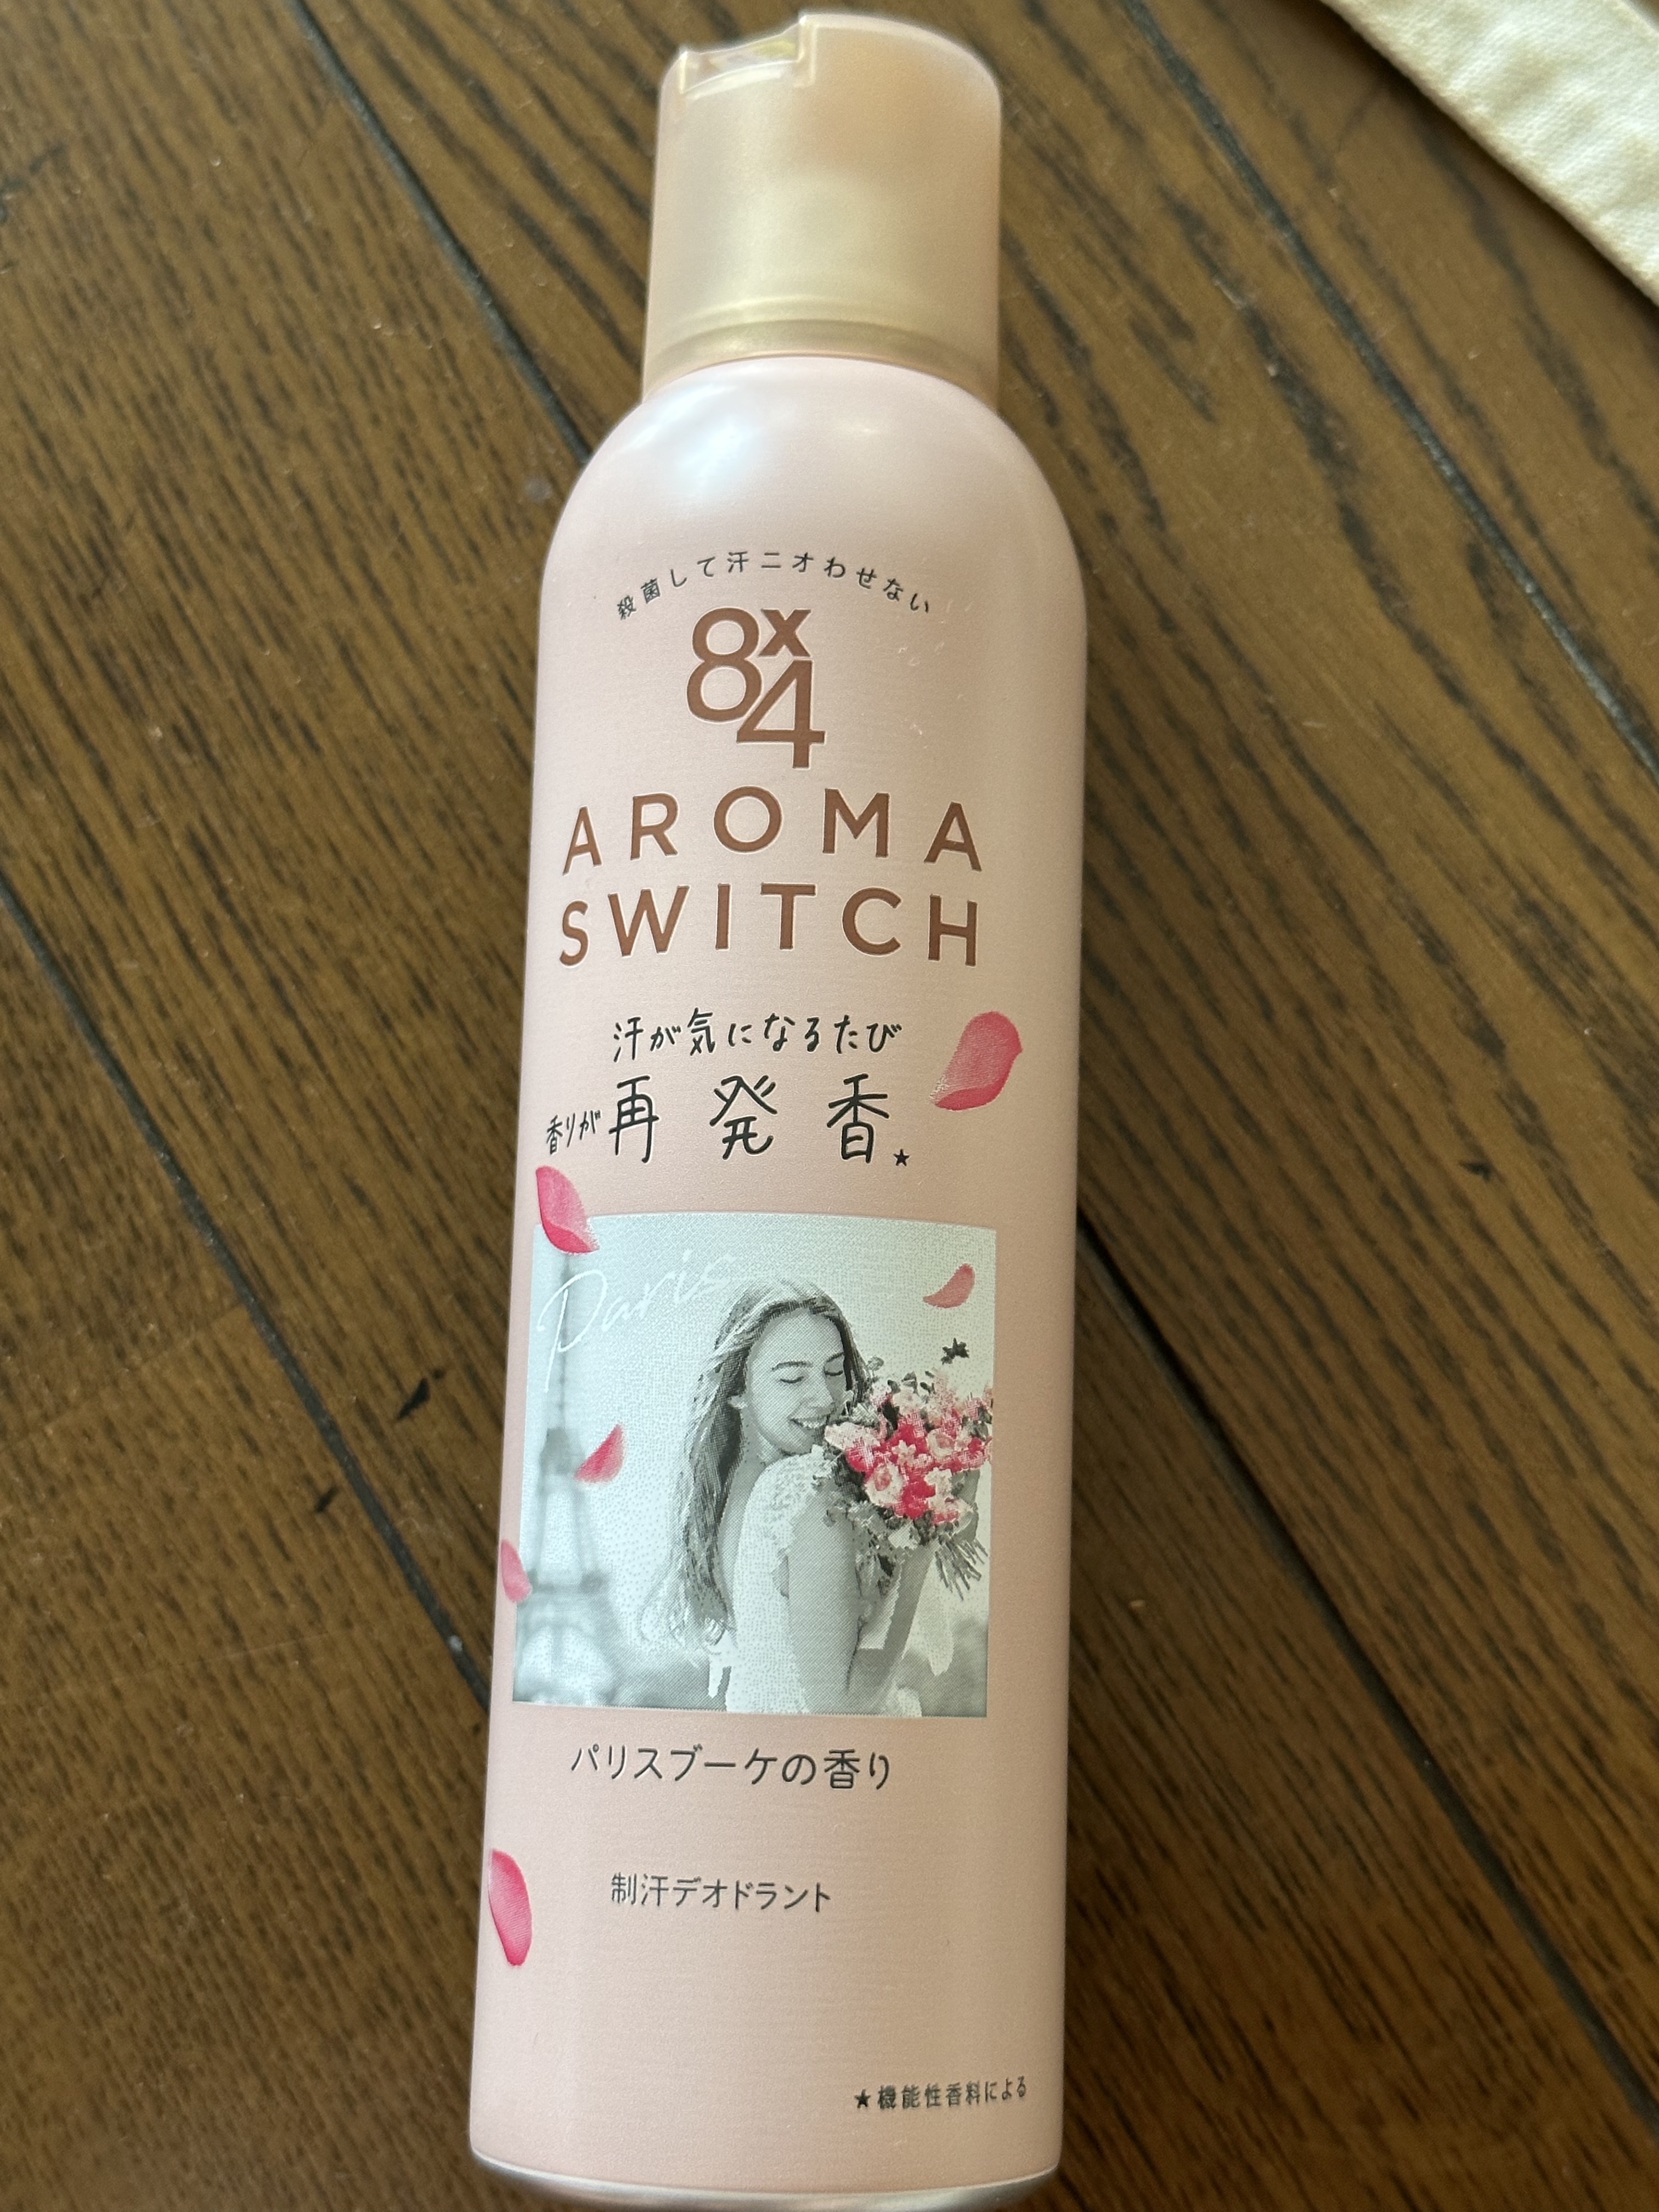 殺菌して汗ニオわせない
8x4
AROMA
SWITCH
汗が気になるたび
香りが再発香★
Paris
パリスブーケの香り
制汗デオドラント
★機能性香料による